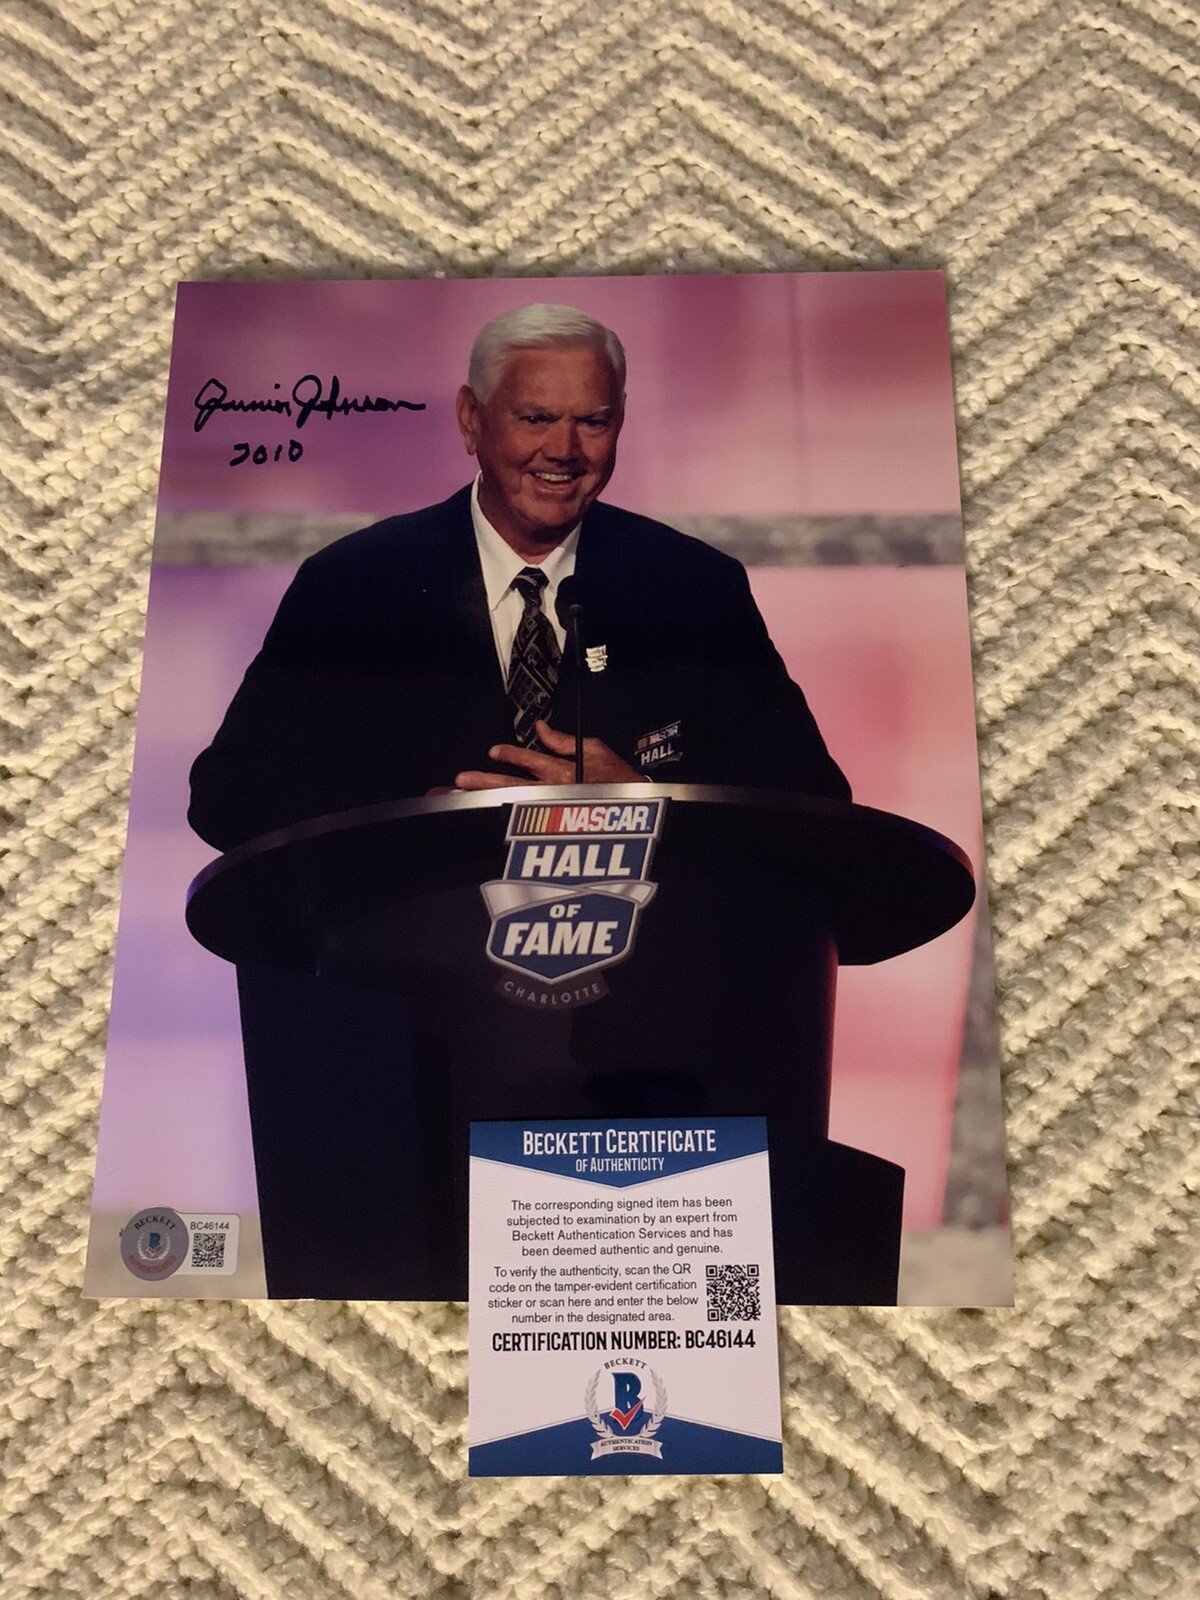 Junior Johnson
2010
NASCAR
HALL
NASCAR
HALL
OF
FAME
CHARLOTTE
BECKETT
BC46144
AUTHENTICATED
BECKETT CERTIFICATE
OF AUTHENTICITY
The corresponding signed item has been
subjected to examination by an expert from
Beckett Authentication Services and has
been deemed authentic and genuine.
To verify the authenticity, scan the QR
code on the tamper-evident certification
sticker or scan here and enter the below
number in the designated area.
CERTIFICATION NUMBER: BC46144
BECKETT
B
AUTHENTICATION
SERVICES